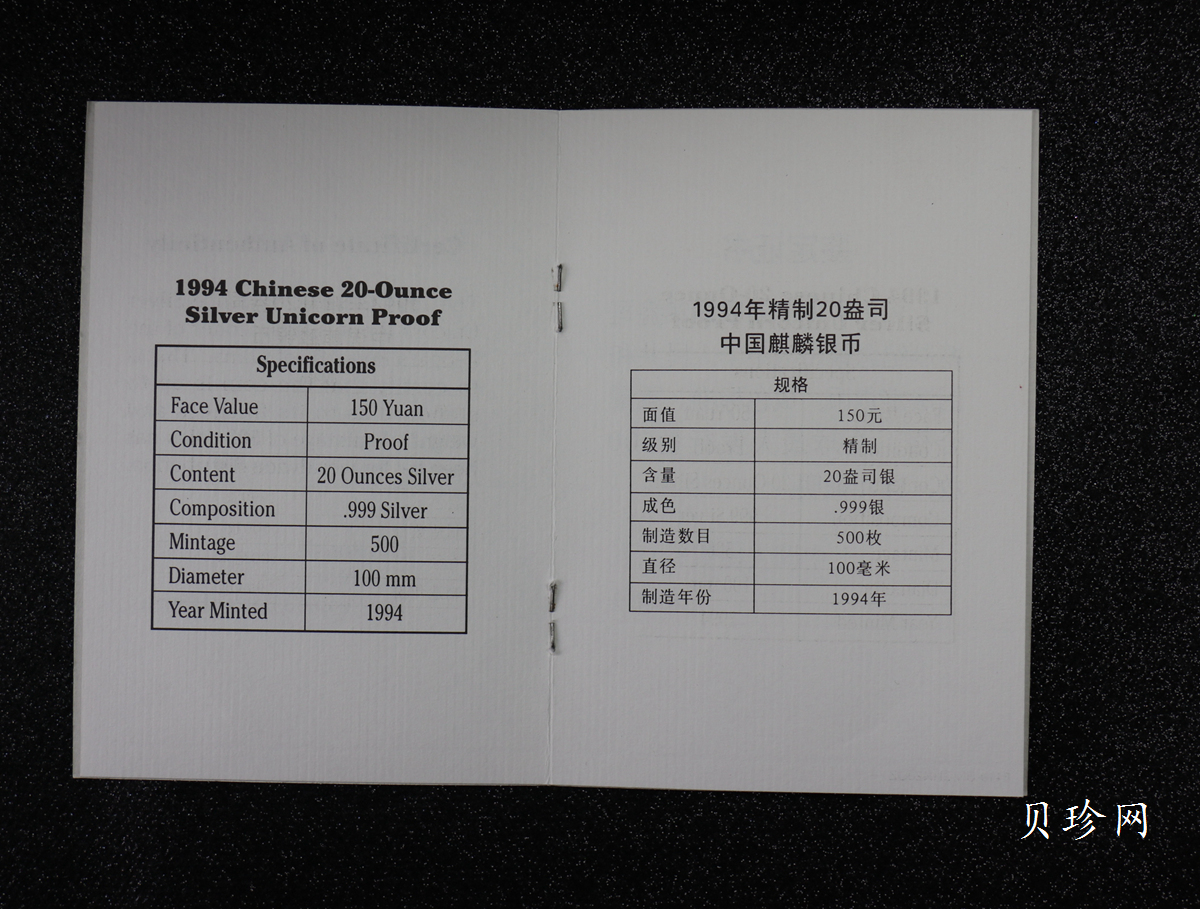 1994 Chinese 20-Ounce
Silver Unicorn Proof
Specifications
Face Value 150 Yuan
Condition Proof
Content 20 Ounces Silver
Composition .999 Silver
Mintage 500
Diameter 100 mm
Year Minted 1994
1994年精制20盎司
中国麒麟银币
规格
面值 150元
级别 精制
含量 20盎司银
成色 .999银
制造数目 500枚
直径 100毫米
制造年份 1994年
贝珍网